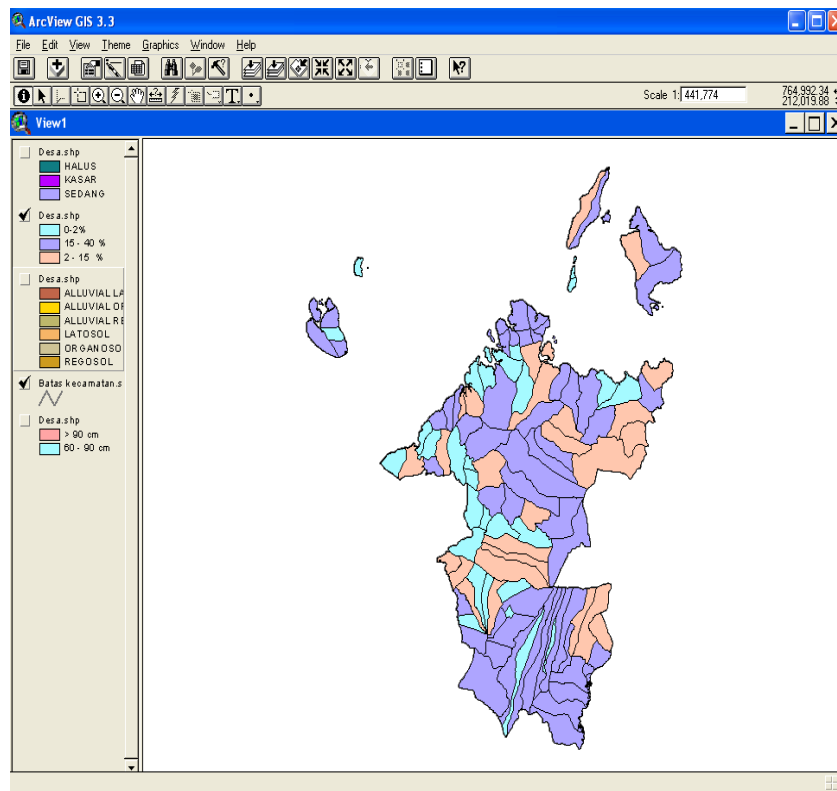 ArcView GIS 3.3
File Edit View Theme Graphics Window Help
Scale 1: 441,774
764,992.34
212,019.88
View1
Desa.shp
HALUS
KASAR
SEDANG
Desa.shp
0-2%
15 - 40 %
2 - 15 %
Desa.shp
ALLUVIAL LA
ALLUVIAL OF
ALLUVIAL RE
LATOSOL
ORGANOSO
REGOSOL
Batas kecamatan.s
Desa.shp
> 90 cm
60 - 90 cm